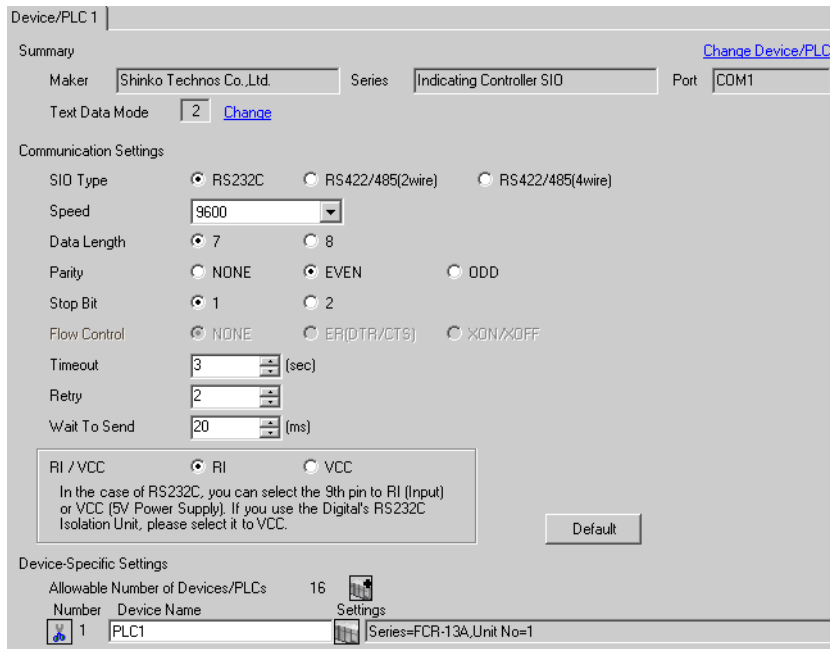 Device/PLC 1
Summary Change Device/PLC
Maker Shinko Technos Co.,Ltd. Series Indicating Controller SIO Port COM1
Text Data Mode 2 Change
Communication Settings
SIO Type RS232C RS422/485(2wire) RS422/485(4wire)
Speed 9600
Data Length 7 8
Parity NONE EVEN ODD
Stop Bit 1 2
Flow Control NONE ER(DTR/CTS) XON/XOFF
Timeout 3 (sec)
Retry 2
Wait To Send 20 (ms)
RI / VCC RI VCC
In the case of RS232C, you can select the 9th pin to RI (Input)
or VCC (5V Power Supply). If you use the Digital's RS232C
Isolation Unit, please select it to VCC.
Default
Device-Specific Settings
Allowable Number of Devices/PLCs 16
Number Device Name Settings
1 PLC1 Series=FCR-13A,Unit No=1